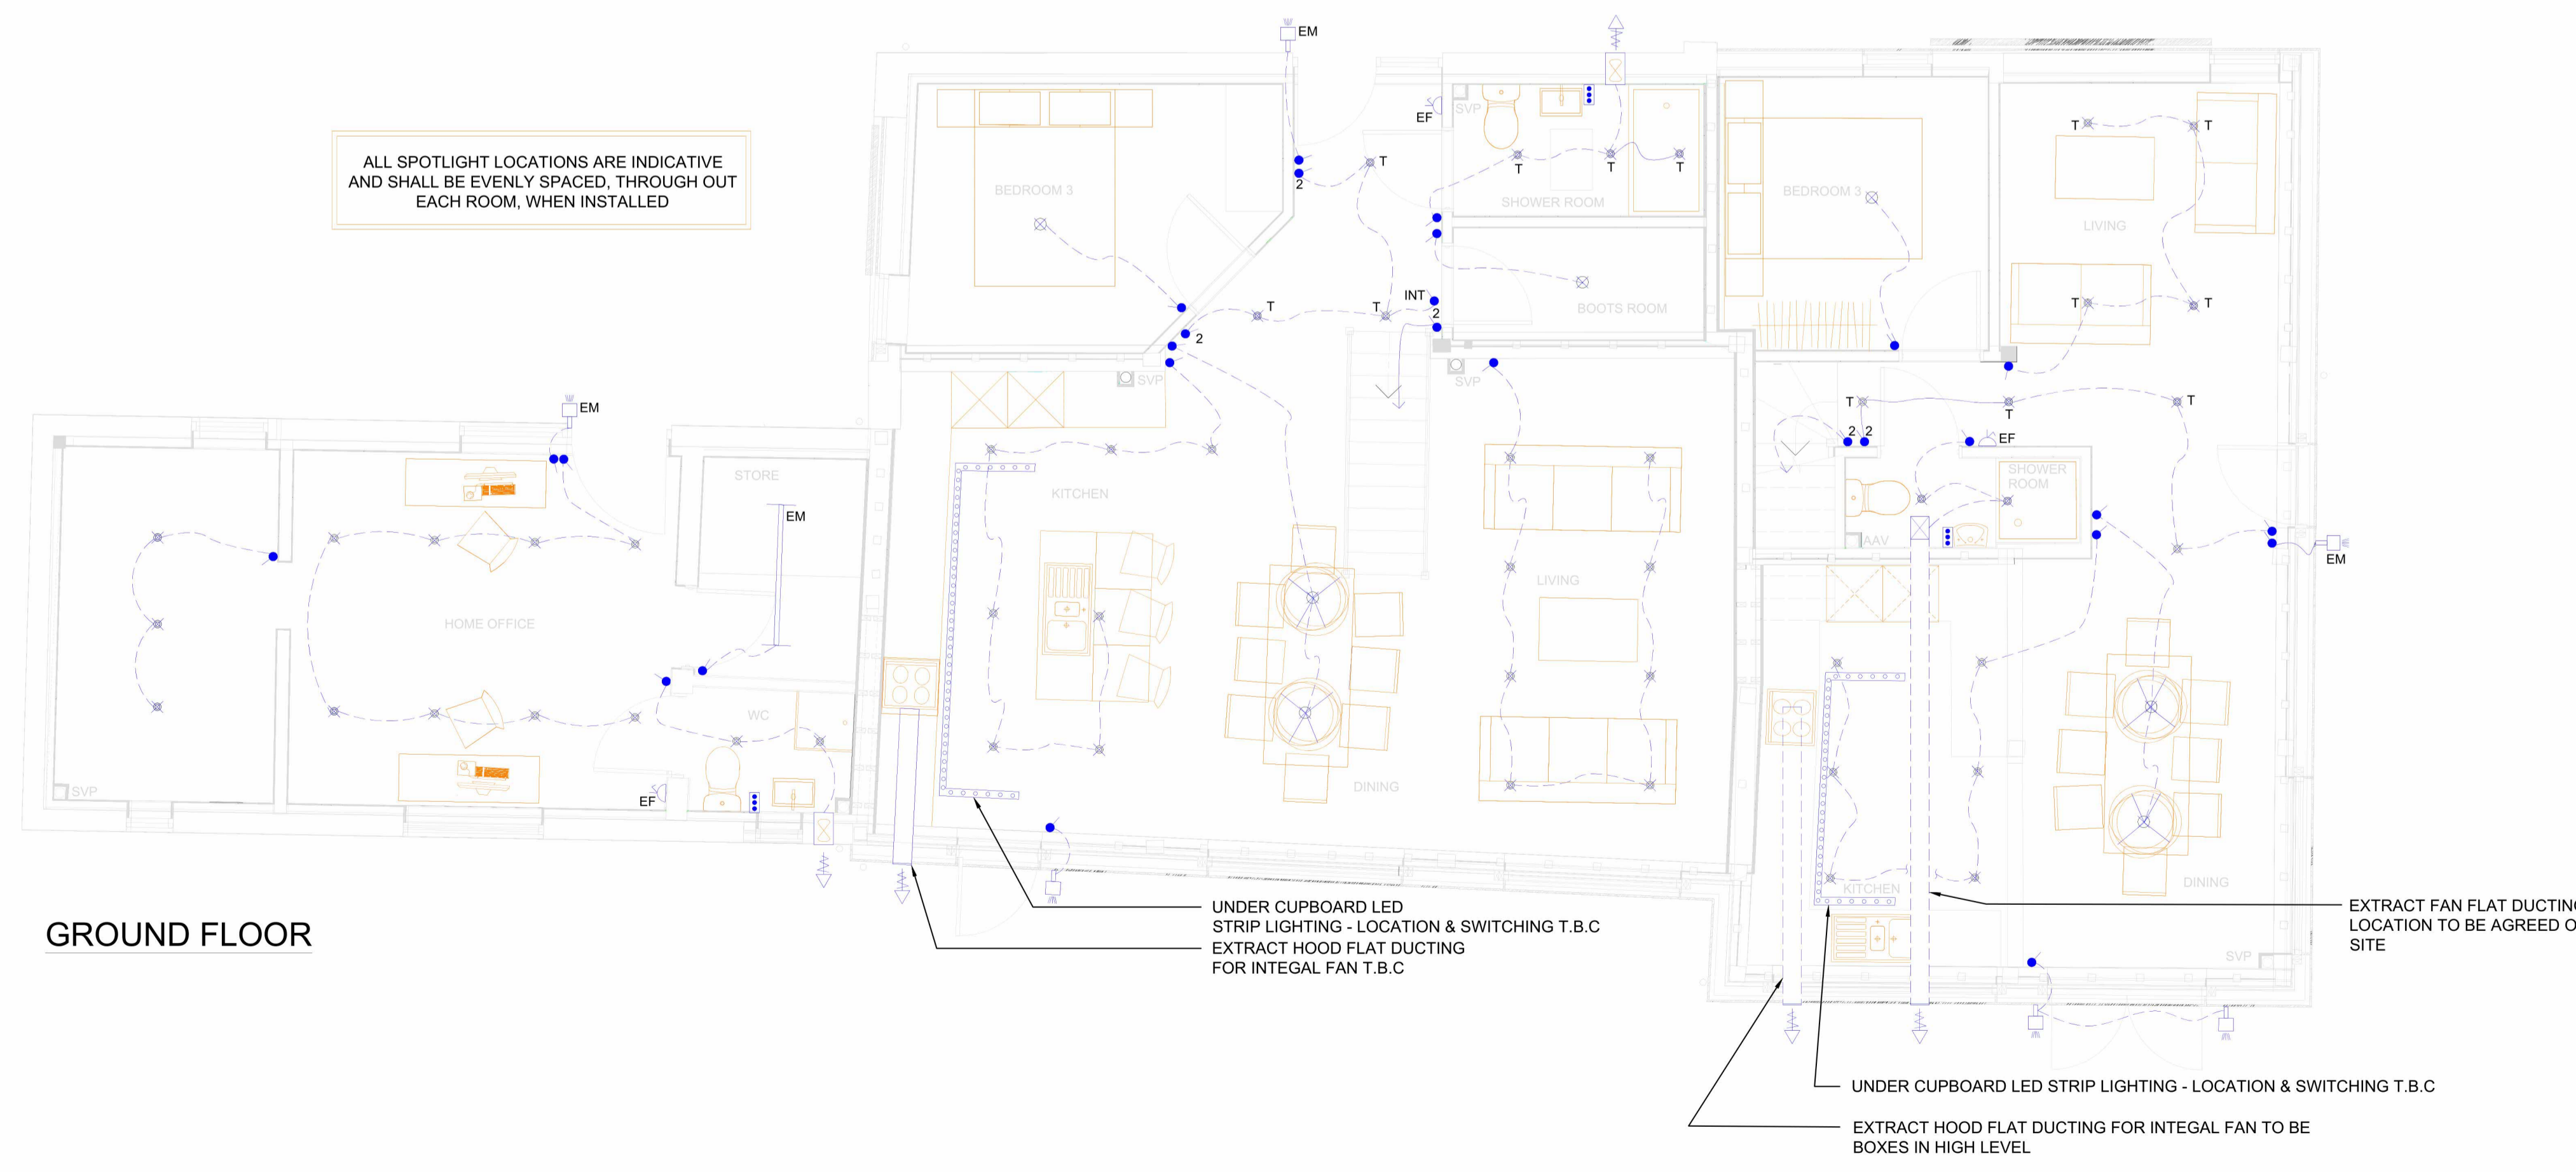 EM
EM
ALL SPOTLIGHT LOCATIONS ARE INDICATIVE
AND SHALL BE EVENLY SPACED, THROUGH OUT
EACH ROOM, WHEN INSTALLED
BEDROOM 3
2
T
EF
SVP
T
T
T
SHOWER ROOM
BOOTS ROOM
INT
2
T
T
2
SVP
SVP
BEDROOM 3
T
T
LIVING
T
T
T
T
T
2
2
EF
SHOWER
ROOM
AAV
EM
STORE
EM
HOME OFFICE
WC
EF
SVP
KITCHEN
LIVING
DINING
KITCHEN
DINING
SVP
GROUND FLOOR
UNDER CUPBOARD LED
STRIP LIGHTING - LOCATION & SWITCHING T.B.C
EXTRACT HOOD FLAT DUCTING
FOR INTEGAL FAN T.B.C
EXTRACT FAN FLAT DUCTING
LOCATION TO BE AGREED O
SITE
UNDER CUPBOARD LED STRIP LIGHTING - LOCATION & SWITCHING T.B.C
EXTRACT HOOD FLAT DUCTING FOR INTEGAL FAN TO BE
BOXES IN HIGH LEVEL